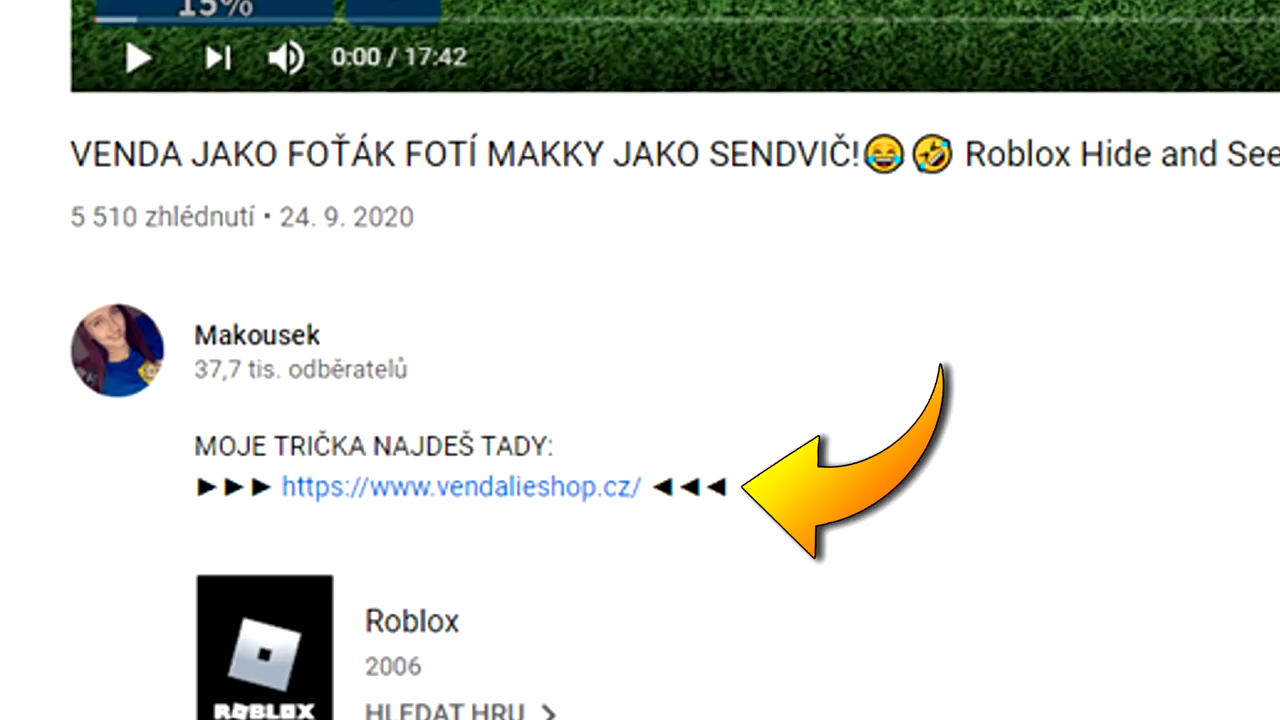 15%
0:00 / 17:42
VENDA JAKO FOŤÁK FOTÍ MAKKY JAKO SENDVIČ!😂🤣 Roblox Hide and See
5 510 zhlédnutí • 24. 9. 2020
Makousek
37,7 tis. odběratelů
MOJE TRIČKA NAJDEŠ TADY:
►►► https://www.vendalieshop.cz/ ◄◄◄
Roblox
2006
ROBLOX
HLEDAT HRU >